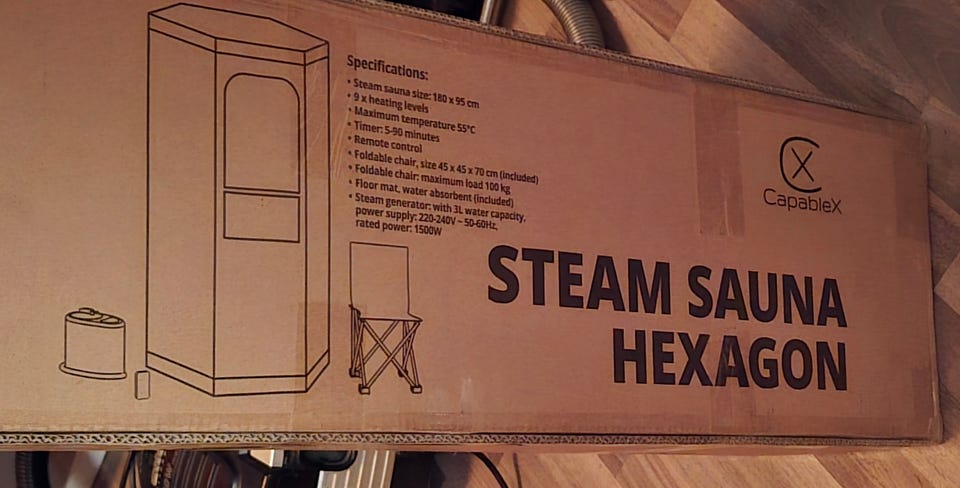 Specifications:
• Steam sauna size: 180 x 95 cm
• 9 x heating levels
• Maximum temperature 55°C
• Timer: 5-90 minutes
• Remote control
• Foldable chair, size 45 x 45 x 70 cm (included)
• Foldable chair: maximum load 100 kg
• Floor mat, water absorbent (included)
• Steam generator: with 3L water capacity,
power supply: 220-240V ~ 50-60Hz,
rated power: 1500W
CX
CapableX
STEAM SAUNA
HEXAGON